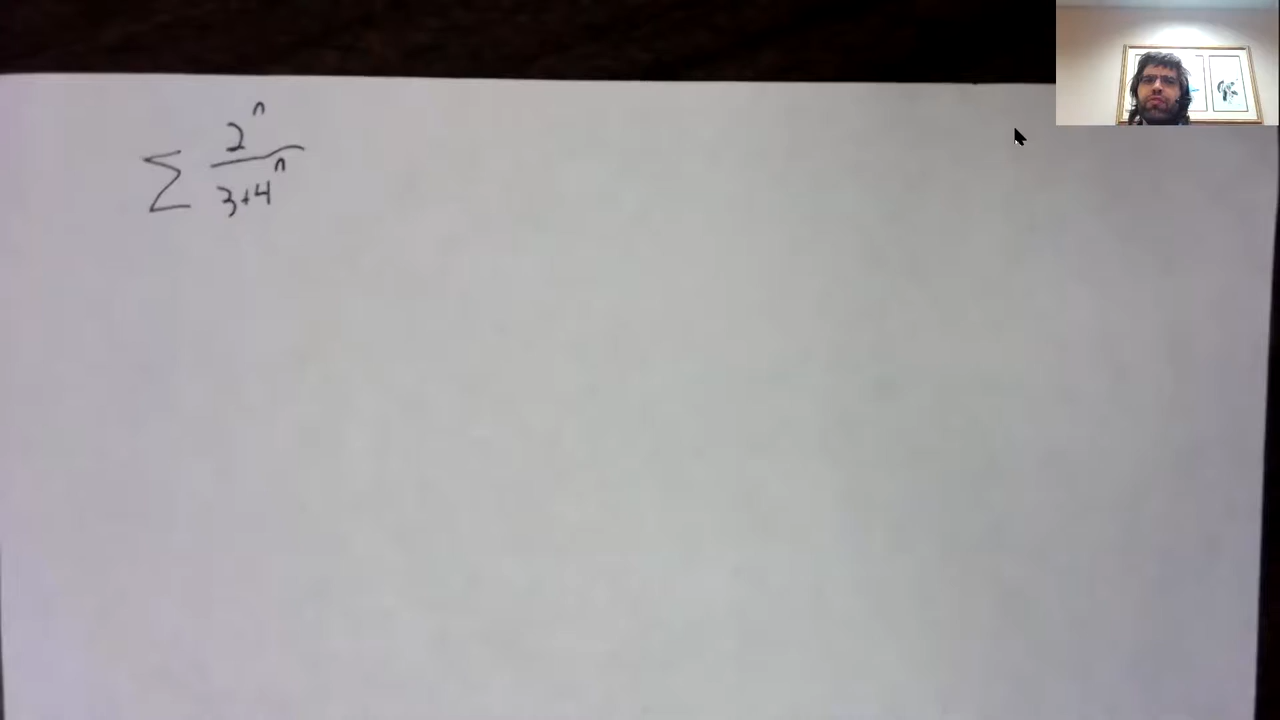 ∑ 2^n / (3+4^n)